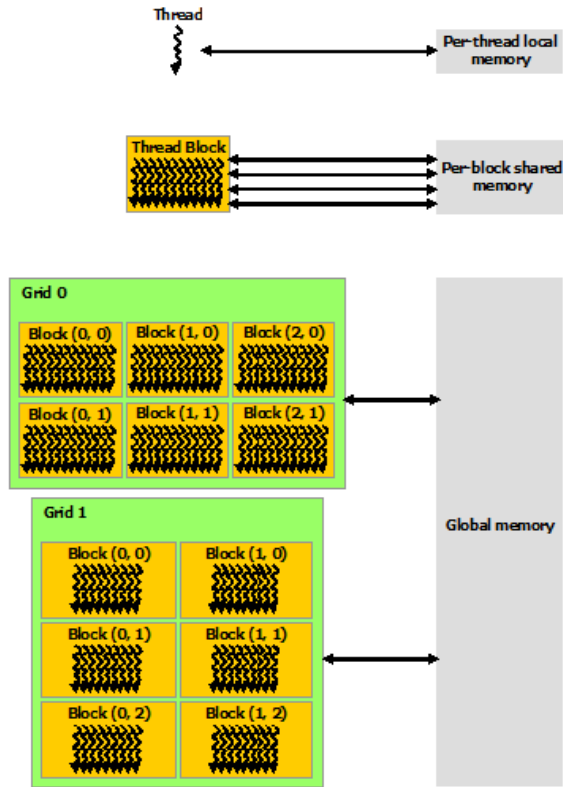 Thread
Per-thread local
memory
Thread Block
Per-block shared
memory
Grid 0
Block (0, 0)
Block (1, 0)
Block (2, 0)
Block (0, 1)
Block (1, 1)
Block (2, 1)
Grid 1
Global memory
Block (0, 0)
Block (1, 0)
Block (0, 1)
Block (1, 1)
Block (0, 2)
Block (1, 2)